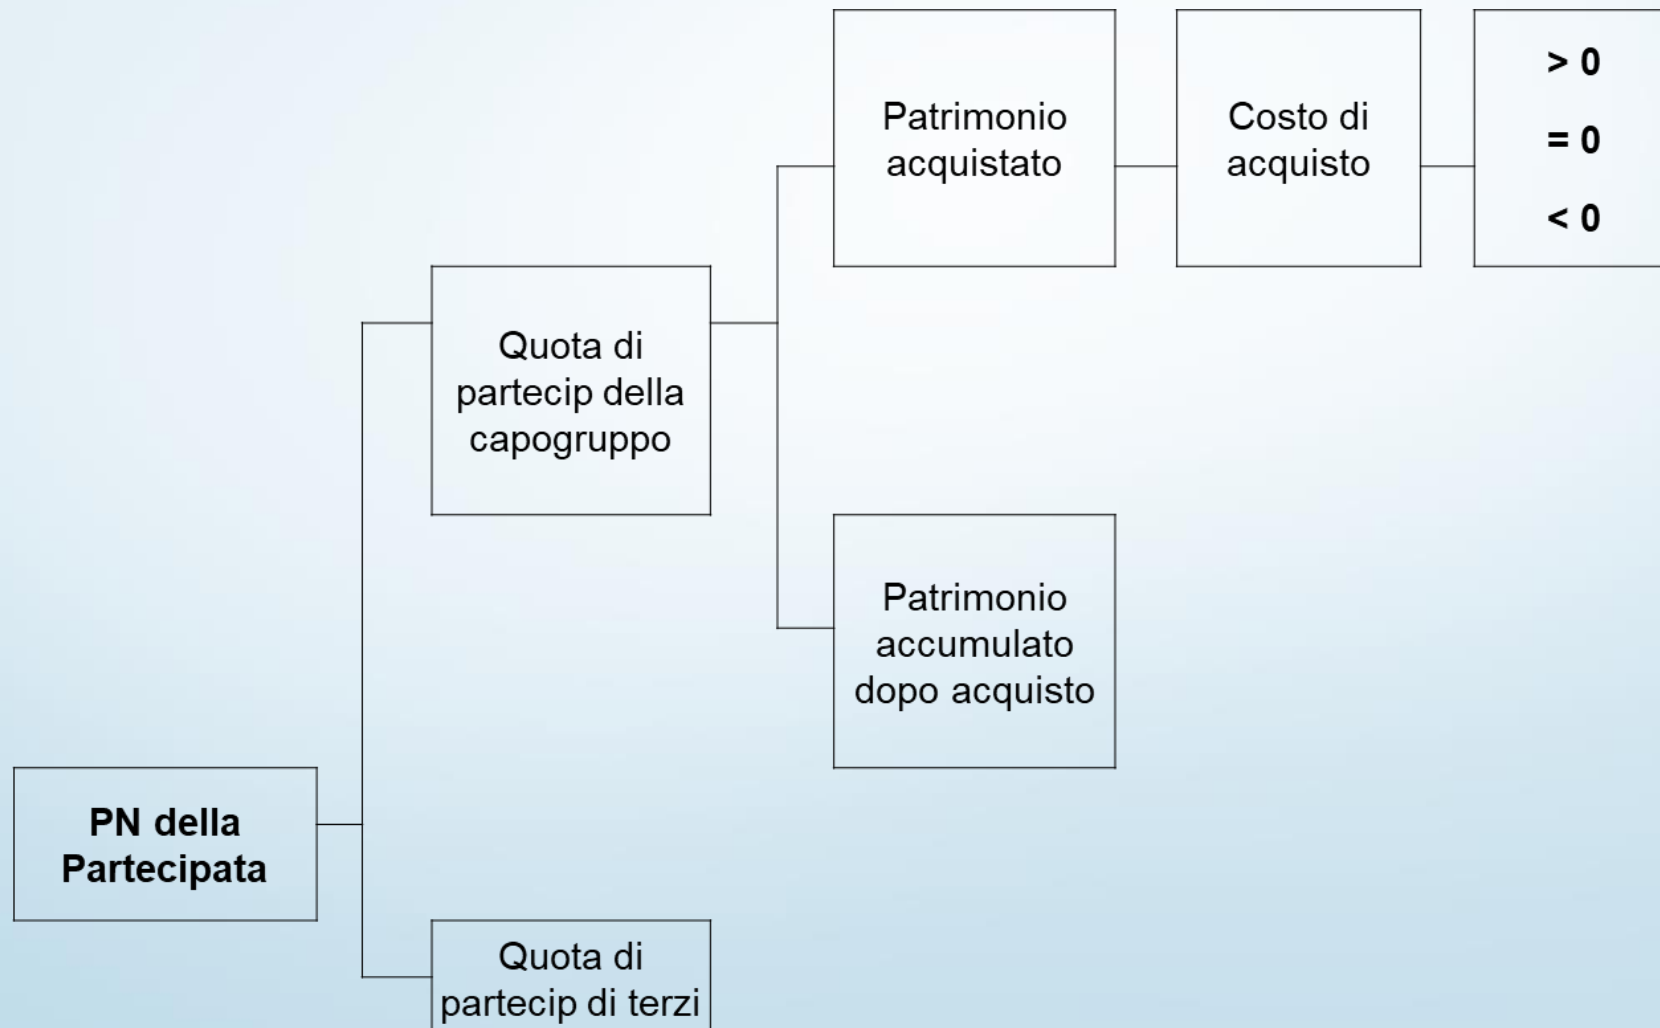 Patrimonio
acquistato
Costo di
acquisto
> 0
= 0
< 0
Quota di
partecip della
capogruppo
Patrimonio
accumulato
dopo acquisto
PN della
Partecipata
Quota di
partecip di terzi